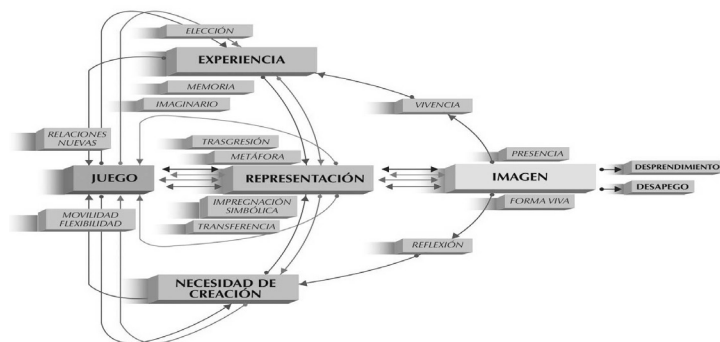 ELECCIÓN
EXPERIENCIA
MEMORIA
IMAGINARIO
VIVENCIA
RELACIONES
NUEVAS
TRASGRESIÓN
METÁFORA
PRESENCIA
JUEGO
REPRESENTACIÓN
IMAGEN
DESPRENDIMIENTO
DESAPEGO
MOVILIDAD
FLEXIBILIDAD
IMPREGNACIÓN
SIMBÓLICA
TRANSFERENCIA
FORMA VIVA
REFLEXIÓN
NECESIDAD DE
CREACIÓN